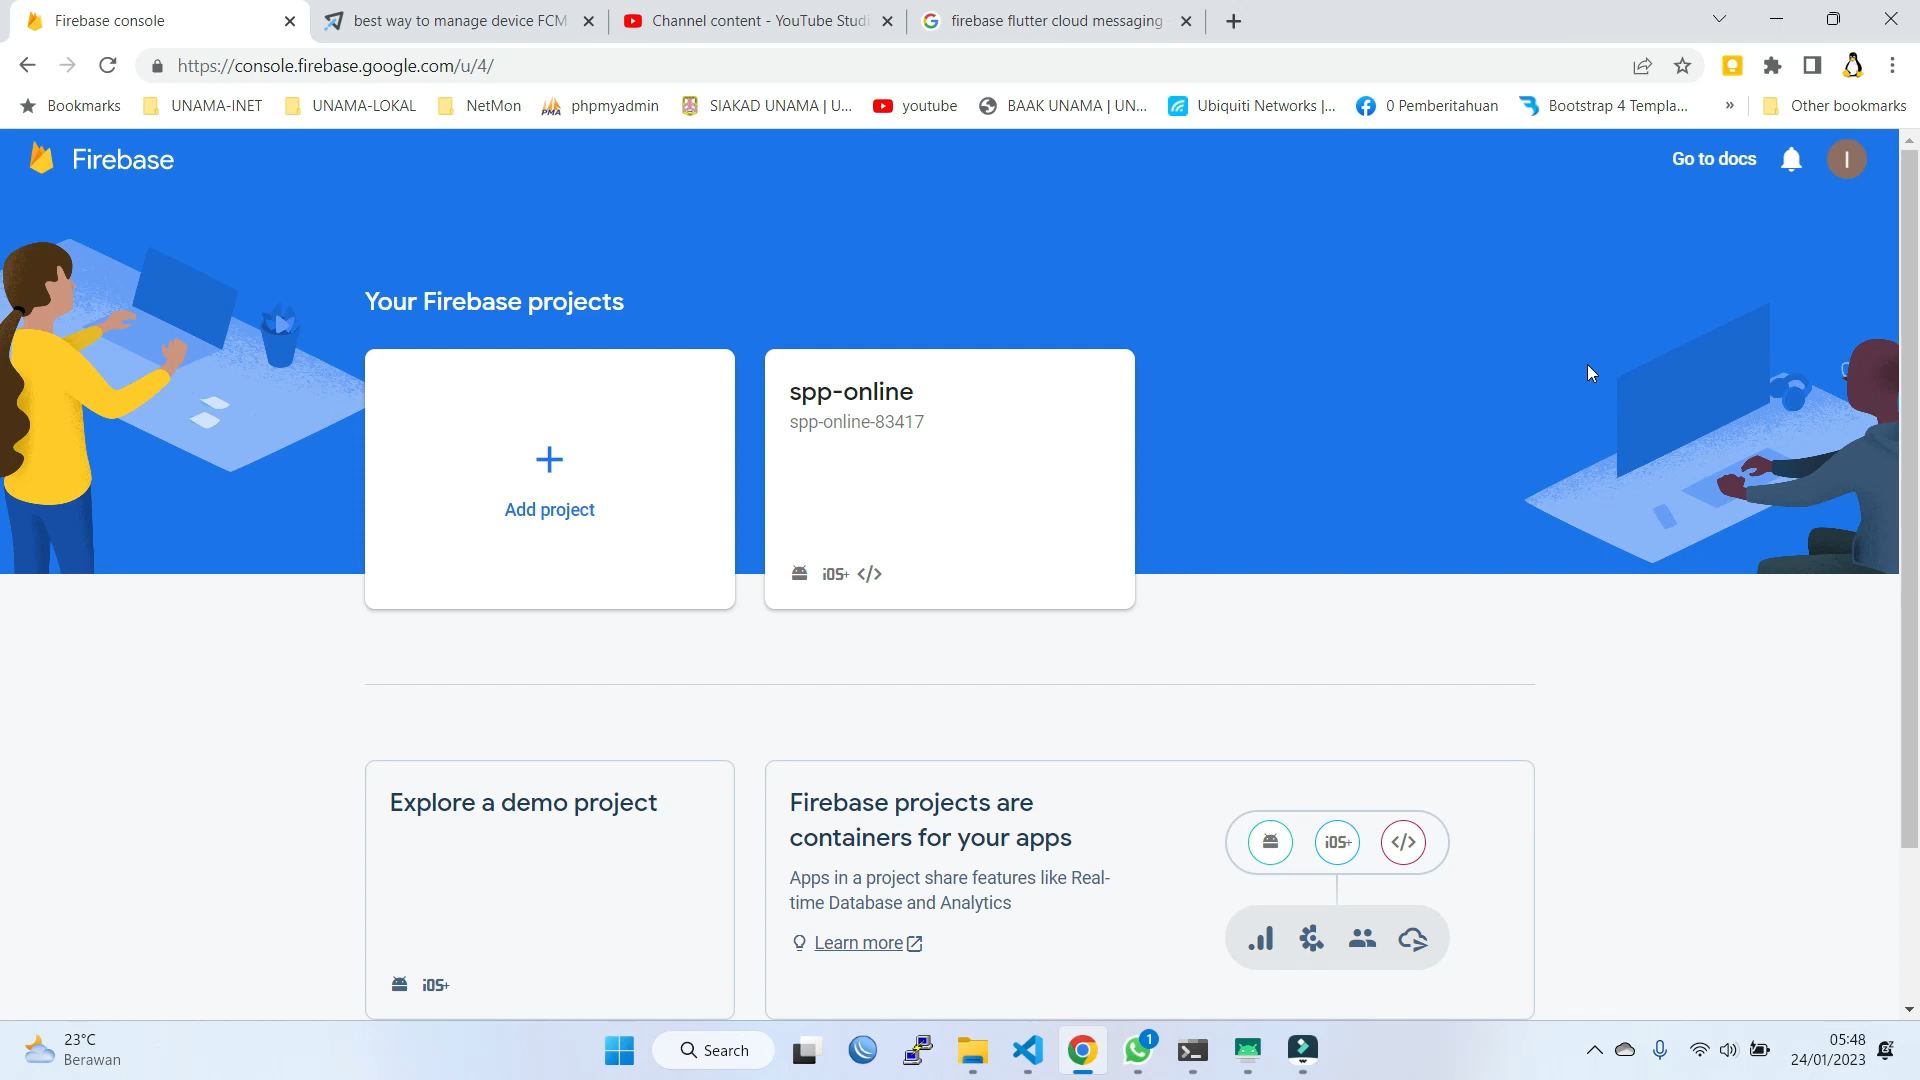 Firebase console
best way to manage device FCM
Channel content - YouTube Studi
firebase flutter cloud messaging
https://console.firebase.google.com/u/4/
Bookmarks
UNAMA-INET
UNAMA-LOKAL
NetMon
phpmyadmin
SIAKAD UNAMA | U...
youtube
BAAK UNAMA | UN...
Ubiquiti Networks |...
0 Pemberitahuan
Bootstrap 4 Templa...
»
Other bookmarks
Firebase
Go to docs
I
Your Firebase projects
Add project
spp-online
spp-online-83417
iOS+
Explore a demo project
iOS+
Firebase projects are
containers for your apps
Apps in a project share features like Real-
time Database and Analytics
Learn more
iOS+
23°C
Berawan
Search
1
05:48
24/01/2023